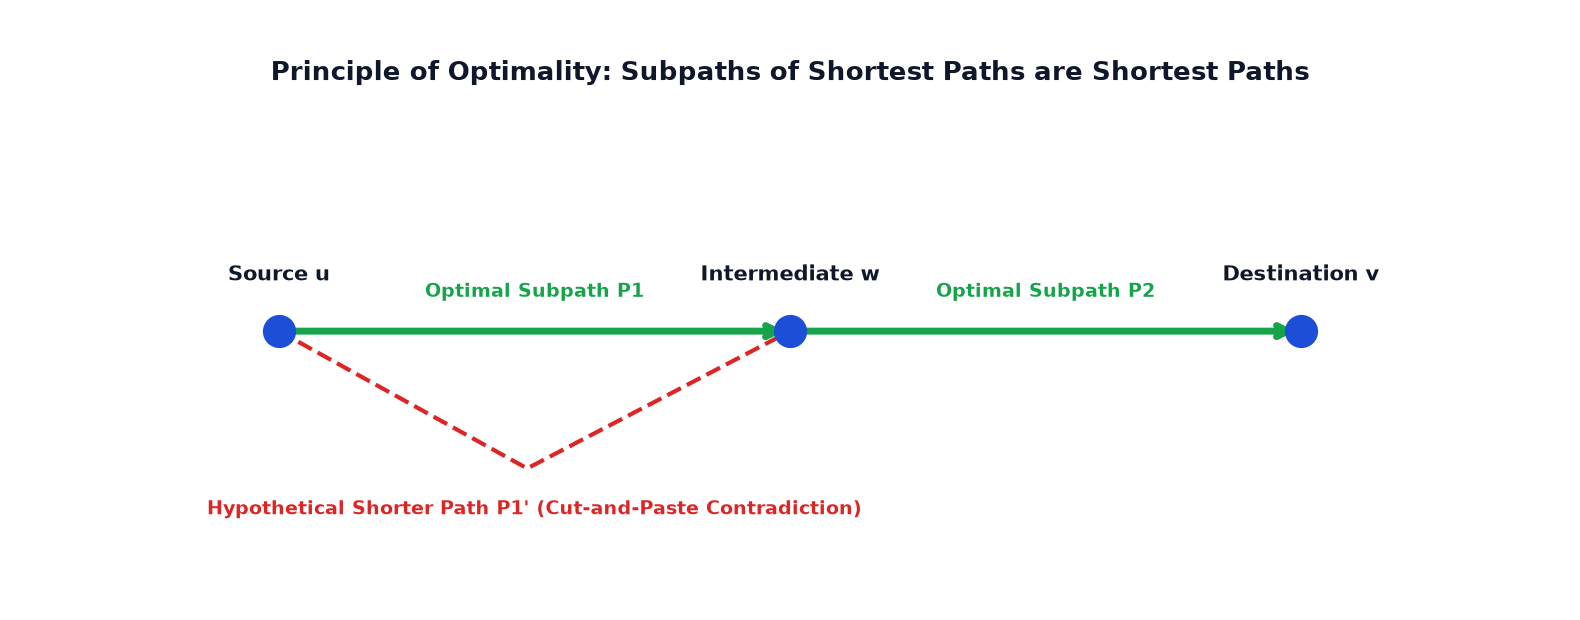 Principle of Optimality: Subpaths of Shortest Paths are Shortest Paths
Source u
Intermediate w
Destination v
Optimal Subpath P1
Optimal Subpath P2
Hypothetical Shorter Path P1' (Cut-and-Paste Contradiction)